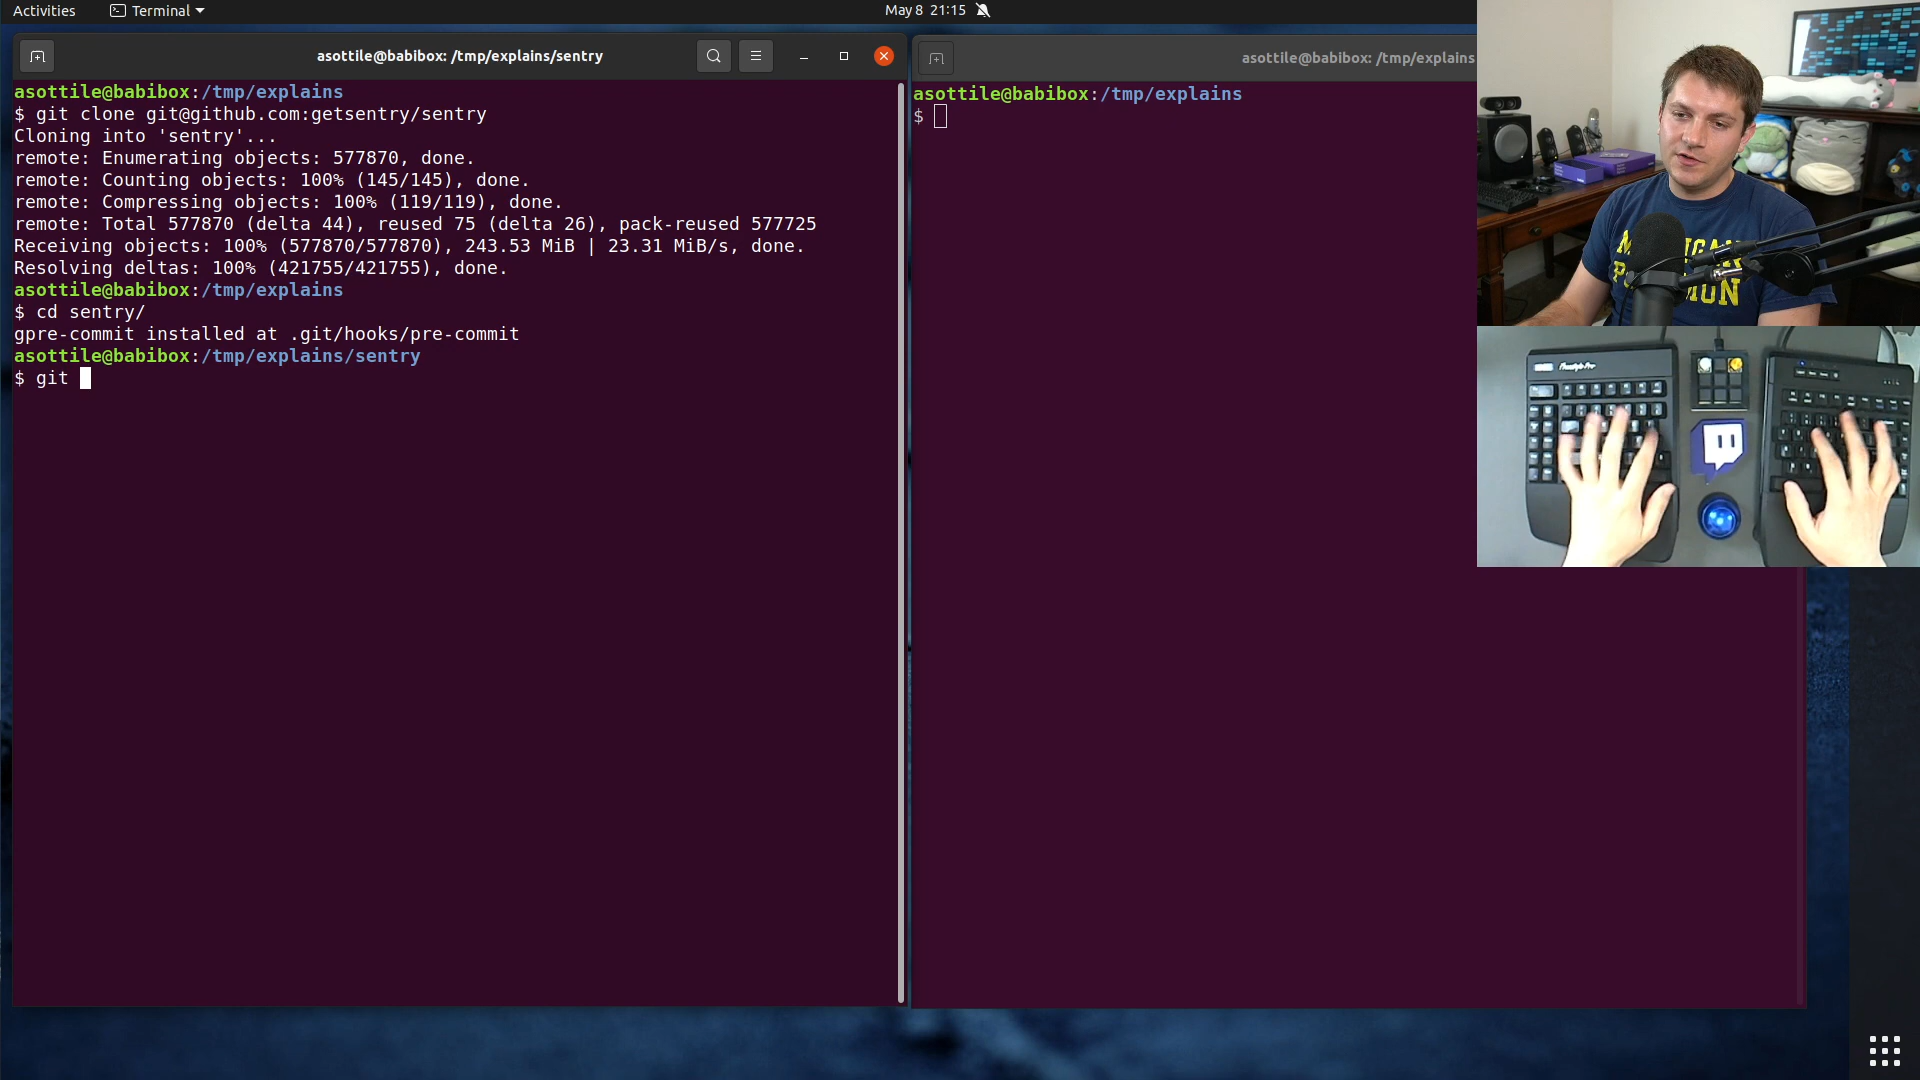 Activities
Terminal
May 8 21:15
asottile@babibox: /tmp/explains/sentry
asottile@babibox:/tmp/explains
$ git clone git@github.com:getsentry/sentry
Cloning into 'sentry'...
remote: Enumerating objects: 577870, done.
remote: Counting objects: 100% (145/145), done.
remote: Compressing objects: 100% (119/119), done.
remote: Total 577870 (delta 44), reused 75 (delta 26), pack-reused 577725
Receiving objects: 100% (577870/577870), 243.53 MiB | 23.31 MiB/s, done.
Resolving deltas: 100% (421755/421755), done.
asottile@babibox:/tmp/explains
$ cd sentry/
gpre-commit installed at .git/hooks/pre-commit
asottile@babibox:/tmp/explains/sentry
$ git
asottile@babibox: /tmp/explains
asottile@babibox:/tmp/explains
$